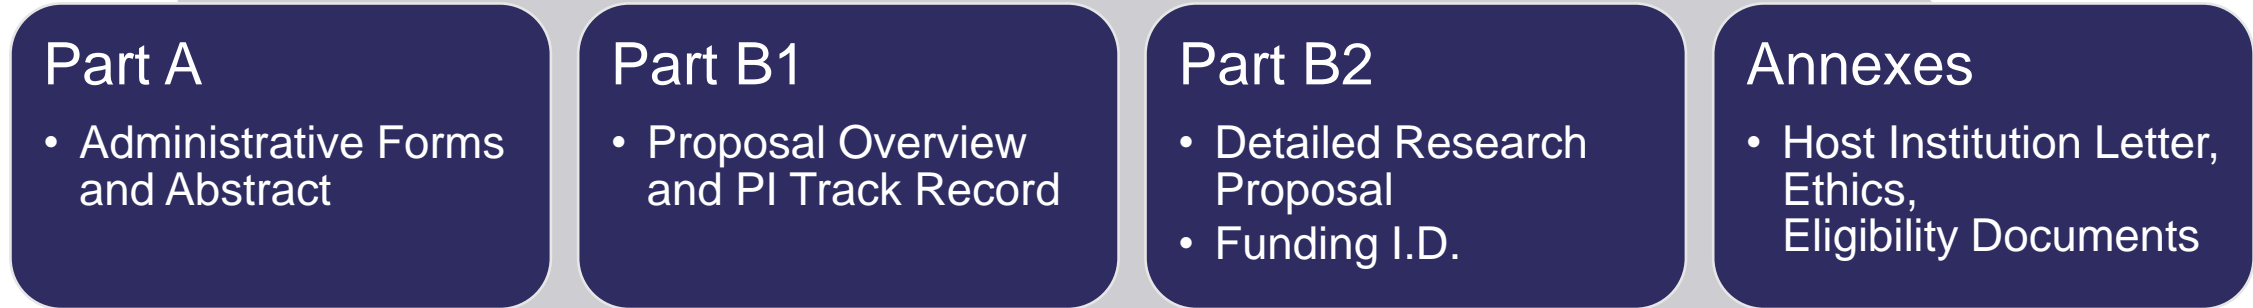 Part A
• Administrative Forms
and Abstract
Part B1
• Proposal Overview
and PI Track Record
Part B2
• Detailed Research
Proposal
• Funding I.D.
Annexes
• Host Institution Letter,
Ethics,
Eligibility Documents